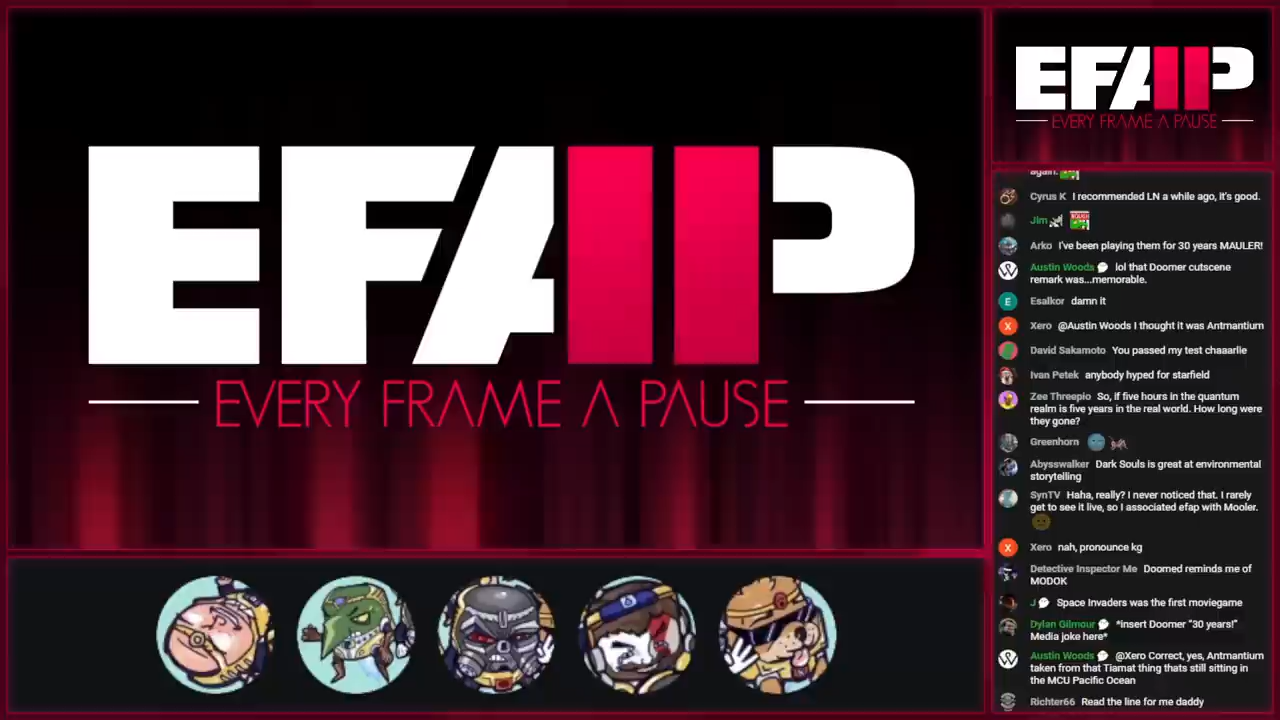 EFAP
EVERY FRAME A PAUSE
EFAP
EVERY FRAME A PAUSE
again.
Cyrus K I recommended LN a while ago, it's good.
Jim
Arko I've been playing them for 30 years MAULER!
Austin Woods lol that Doomer cutscene
remark was...memorable.
Esalkor damn it
Xero @Austin Woods I thought it was Antmantium
David Sakamoto You passed my test chaaarlie
Ivan Petek anybody hyped for starfield
Zee Threepio So, if five hours in the quantum
realm is five years in the real world. How long were
they gone?
Greenhorn
Abysswalker Dark Souls is great at environmental
storytelling
SynTV Haha, really? I never noticed that. I rarely
get to see it live, so I associated efap with Mooler.
Xero nah, pronounce kg
Detective Inspector Me Doomed reminds me of
MODOK
J Space Invaders was the first moviegame
Dylan Gilmour *insert Doomer "30 years!"
Media joke here*
Austin Woods @Xero Correct, yes, Antmantium
taken from that Tiamat thing thats still sitting in
the MCU Pacific Ocean
Richter66 Read the line for me daddy